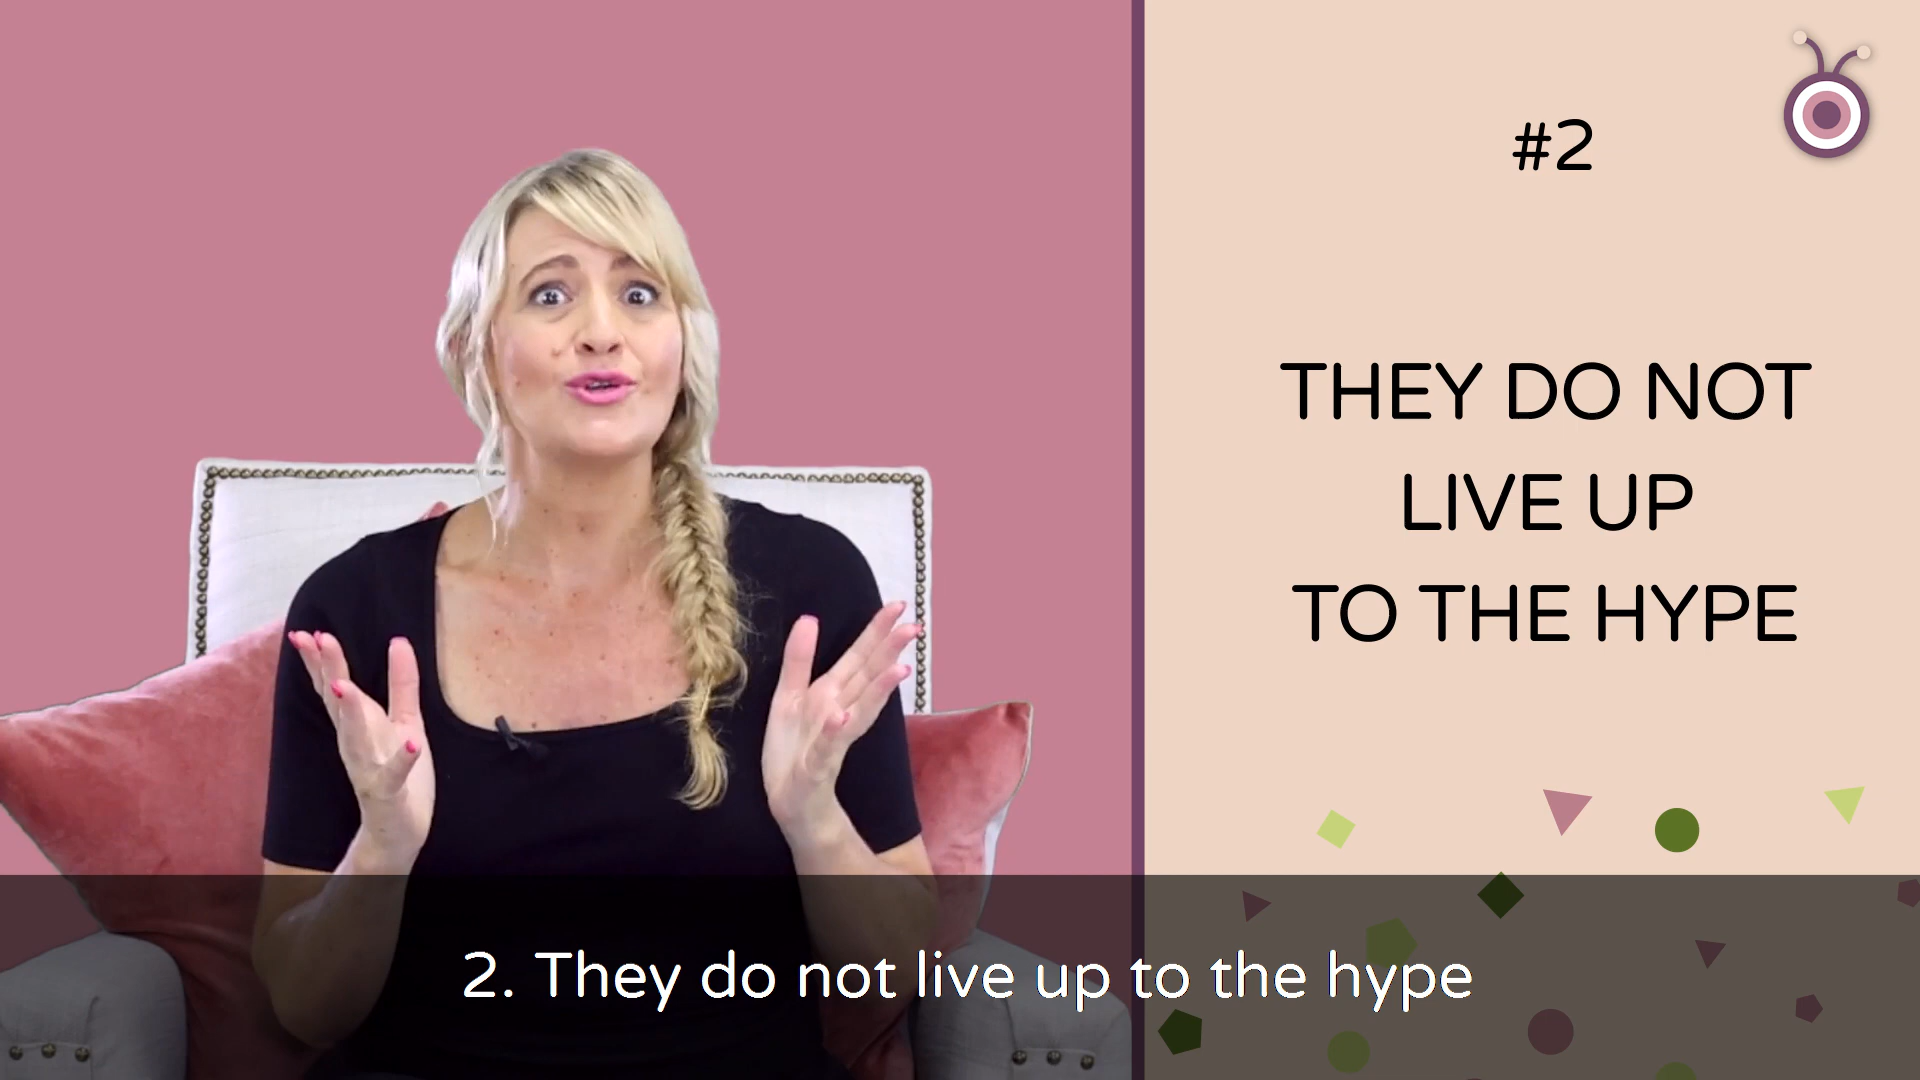 #2
THEY DO NOT
LIVE UP
TO THE HYPE
2. They do not live up to the hype